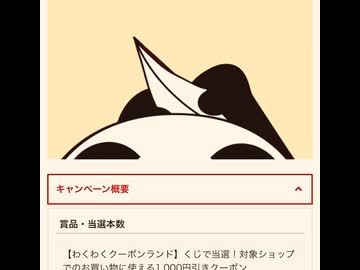 キャンペーン概要
賞品・当選本数
【わくわくクーポンランド】くじで当選！対象ショップ
でのお買い物に使える1,000円引きクーポン